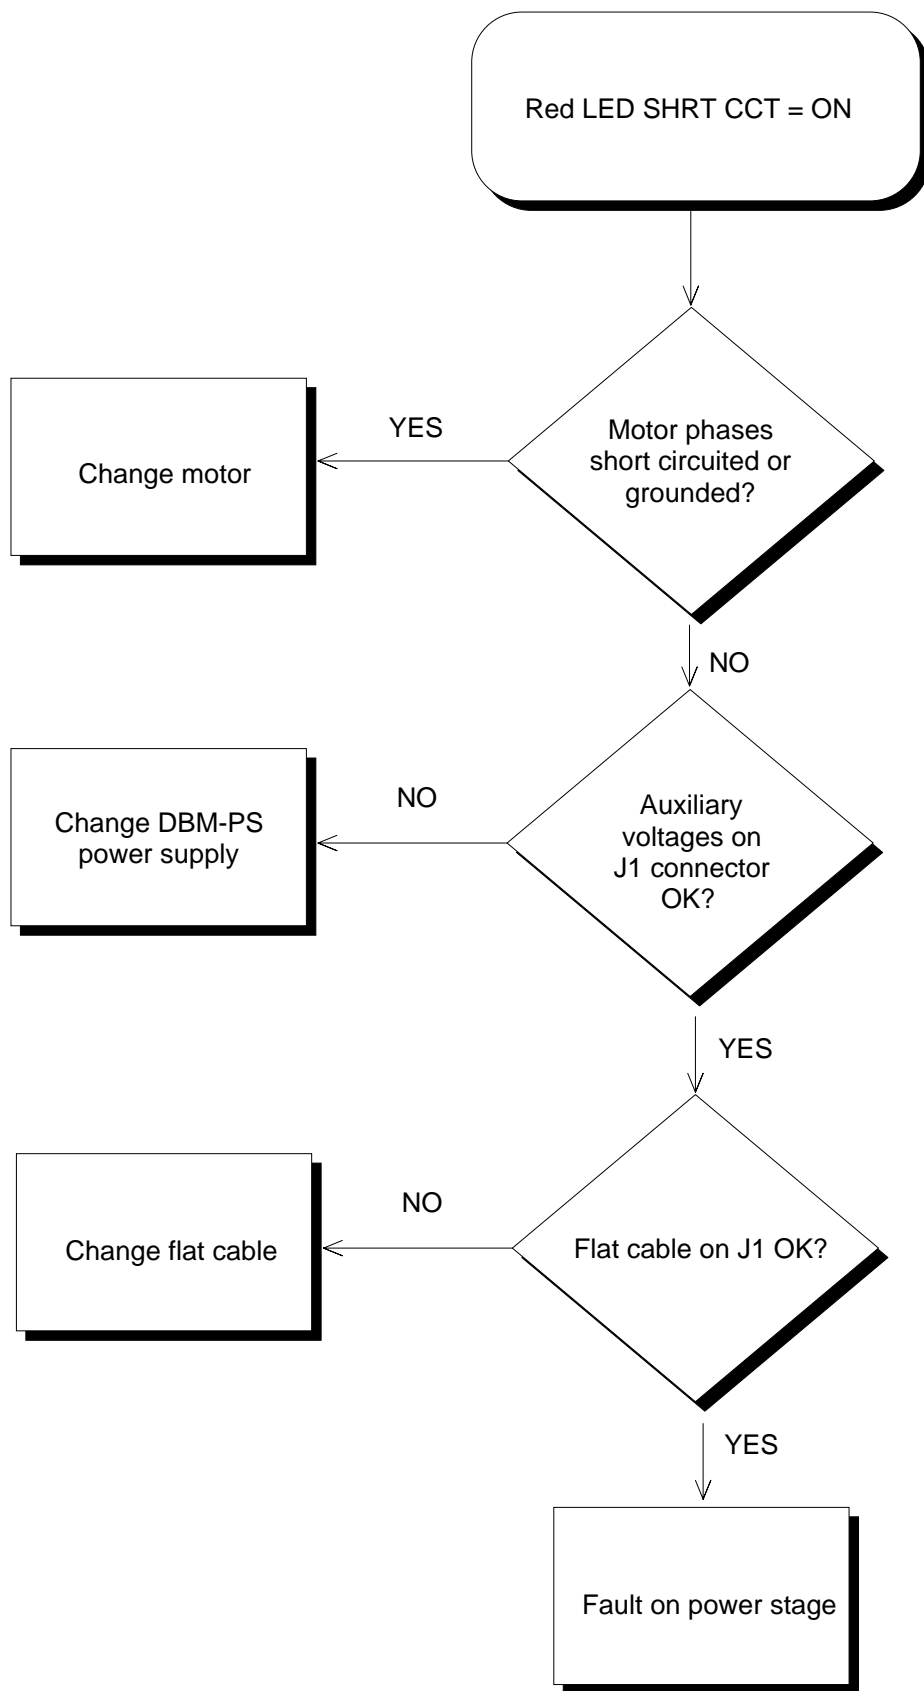 Red LED SHRT CCT = ON
YES
Motor phases
short circuited or
grounded?
Change motor
NO
NO
Auxiliary
voltages on
J1 connector
OK?
Change DBM-PS
power supply
YES
NO
Flat cable on J1 OK?
Change flat cable
YES
Fault on power stage